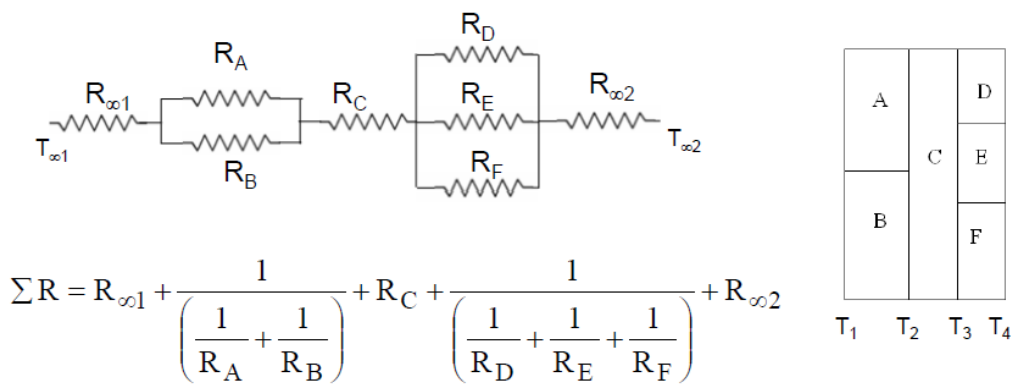 R_D
R_A
R_∞1 R_C R_E R_∞2
T_∞1 T_∞2
R_B R_F
A D
C E
B F
T_1 T_2 T_3 T_4
∑R = R_∞1 + 1/(1/R_A + 1/R_B) + R_C + 1/(1/R_D + 1/R_E + 1/R_F) + R_∞2